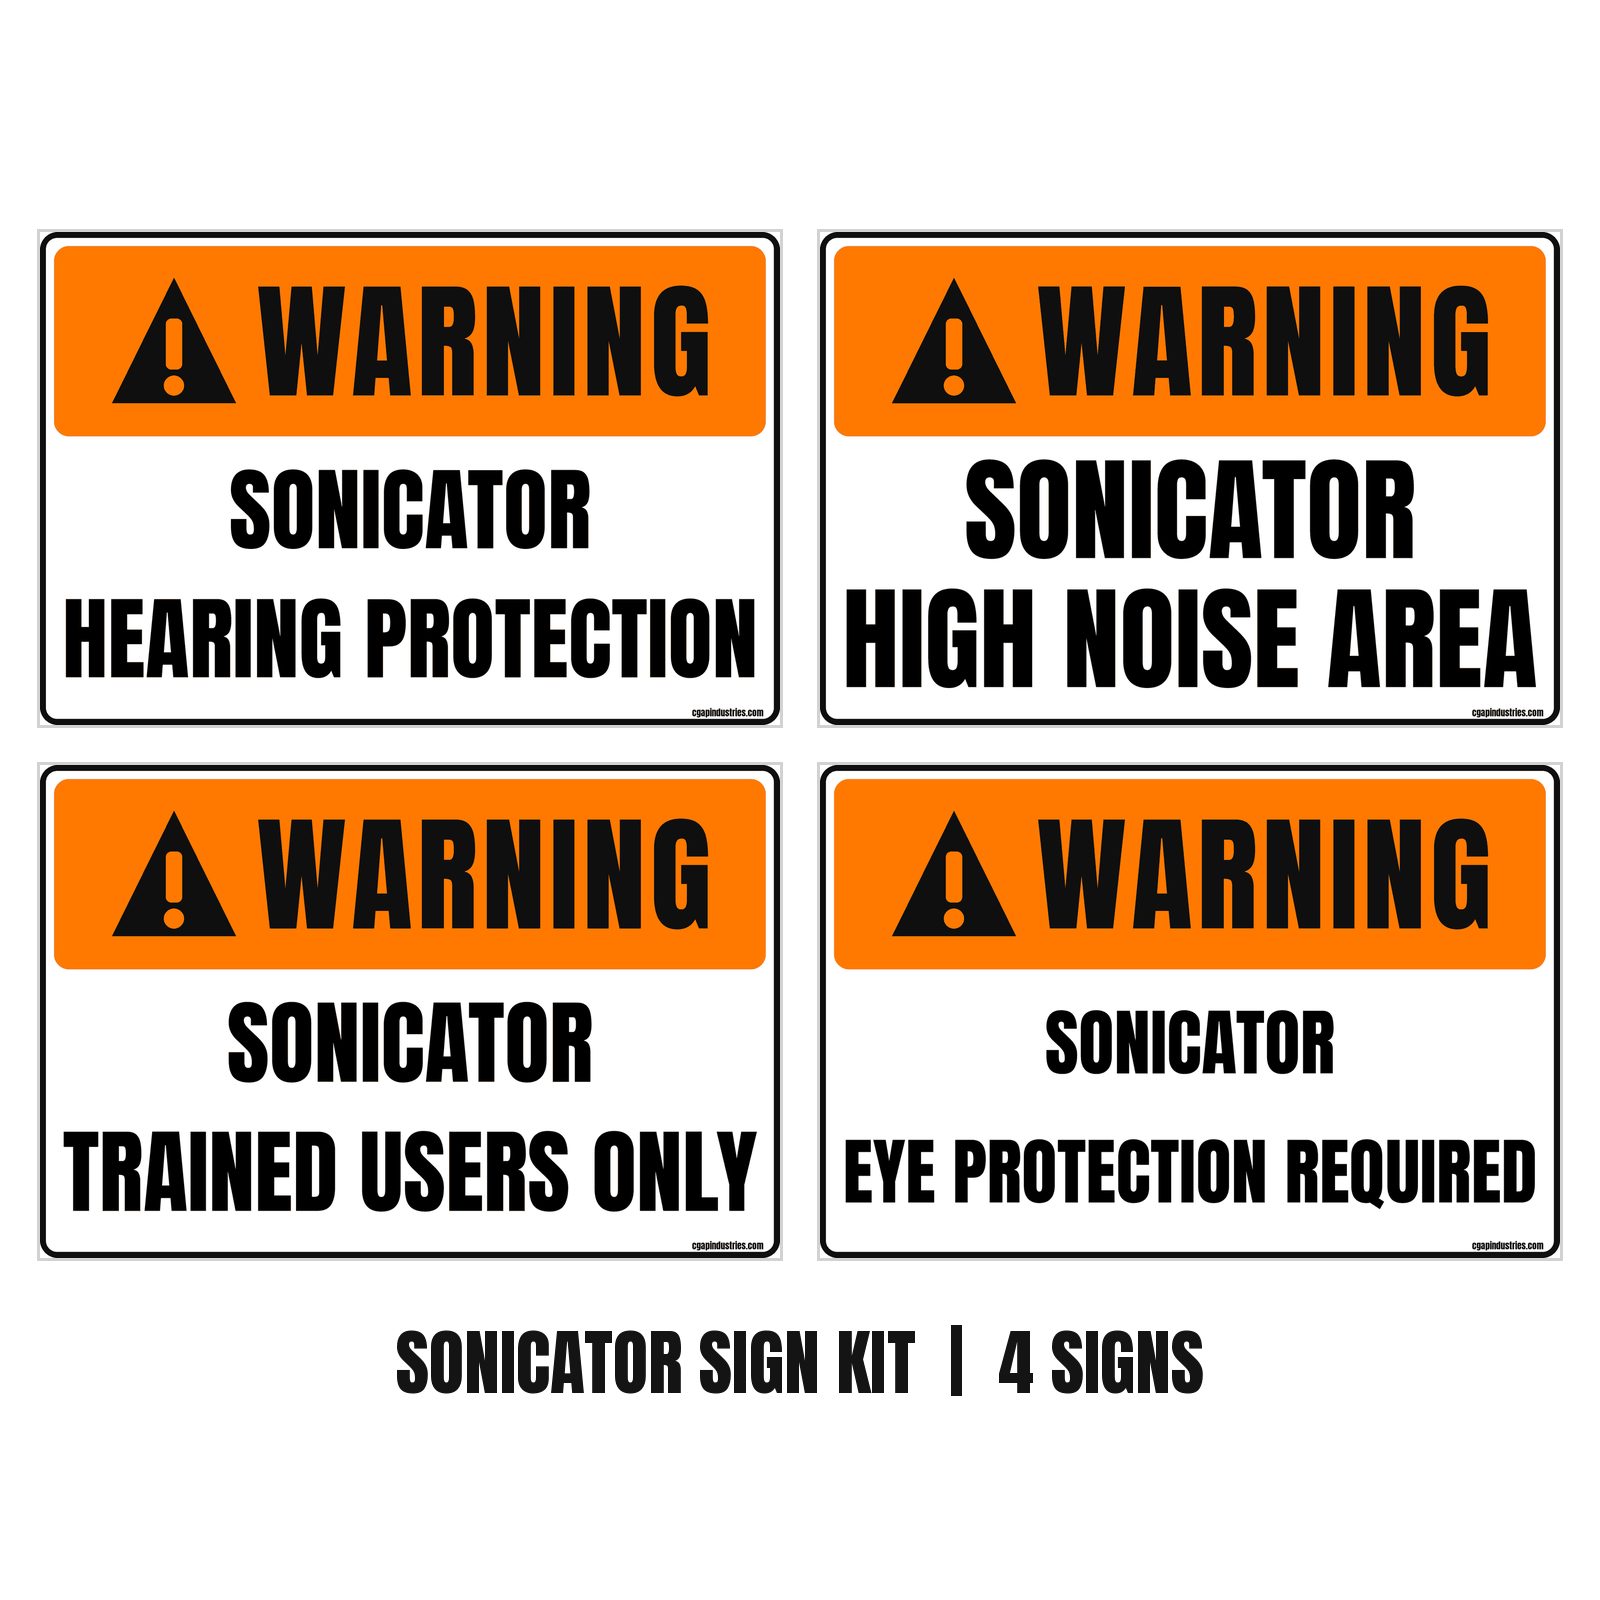 WARNING
SONICATOR
HEARING PROTECTION
cgapindustries.com
WARNING
SONICATOR
HIGH NOISE AREA
cgapindustries.com
WARNING
SONICATOR
TRAINED USERS ONLY
cgapindustries.com
WARNING
SONICATOR
EYE PROTECTION REQUIRED
cgapindustries.com
SONICATOR SIGN KIT | 4 SIGNS